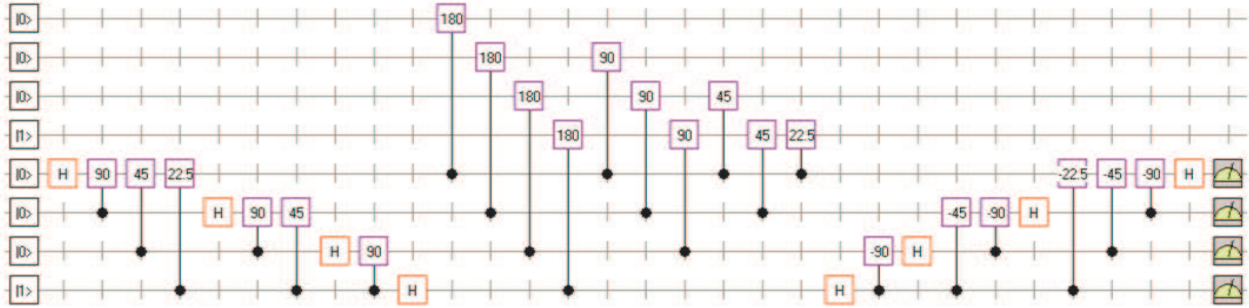 |0> 180
|0> 180 90
|0> 180 90 45
|1> 180 90 45 22.5
|0> H 90 45 22.5 -22.5 -45 -90 H
|0> H 90 45 -45 -90 H
|0> H 90 -90 H
|1> H H